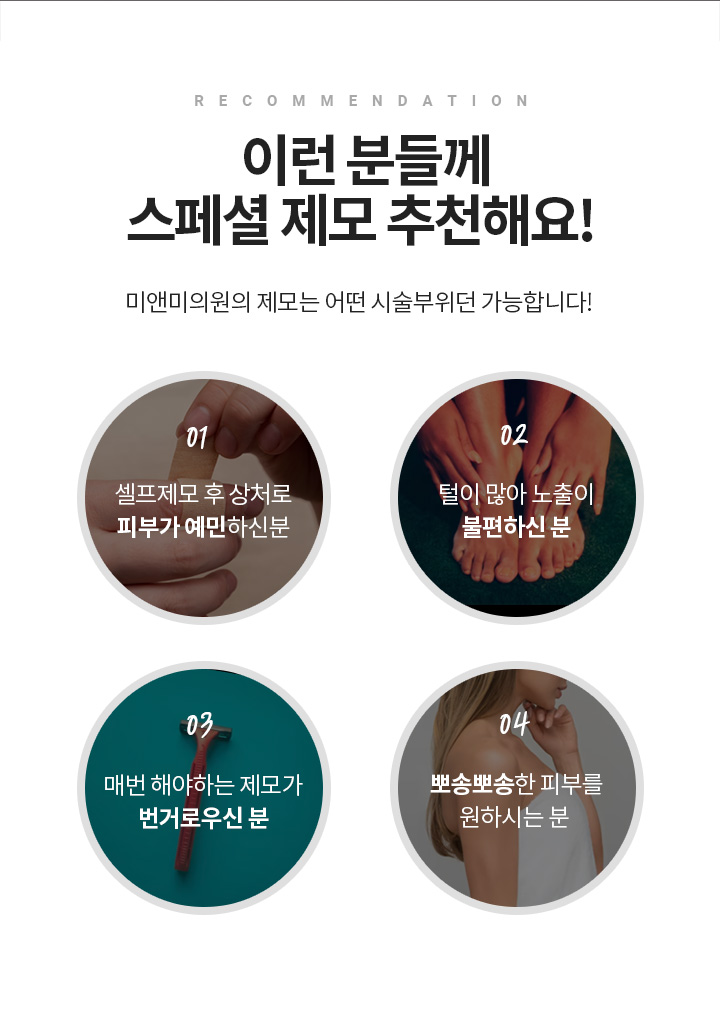 RECOMMENDATION
이런 분들께
스페셜 제모 추천해요!
미앤미의원의 제모는 어떤 시술부위던 가능합니다!
01
셀프제모 후 상처로
피부가 예민하신분
02
털이 많아 노출이
불편하신 분
03
매번 해야하는 제모가
번거로우신 분
04
뽀송뽀송한 피부를
원하시는 분